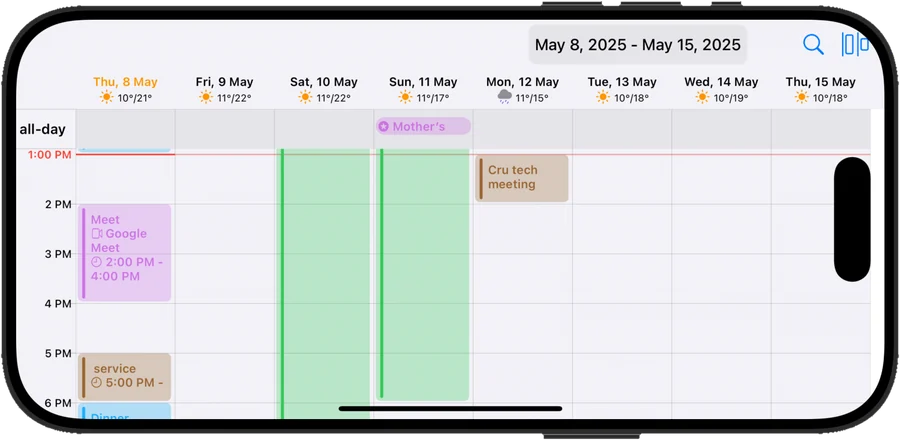 May 8, 2025 - May 15, 2025
Thu, 8 May
10°/21°
Fri, 9 May
11°/22°
Sat, 10 May
11°/22°
Sun, 11 May
11°/17°
Mon, 12 May
11°/15°
Tue, 13 May
10°/18°
Wed, 14 May
10°/19°
Thu, 15 May
10°/18°
all-day
Mother's
1:00 PM
Cru tech
meeting
2 PM
Meet
Google
Meet
2:00 PM -
4:00 PM
3 PM
4 PM
5 PM
service
5:00 PM -
6 PM
Dinner